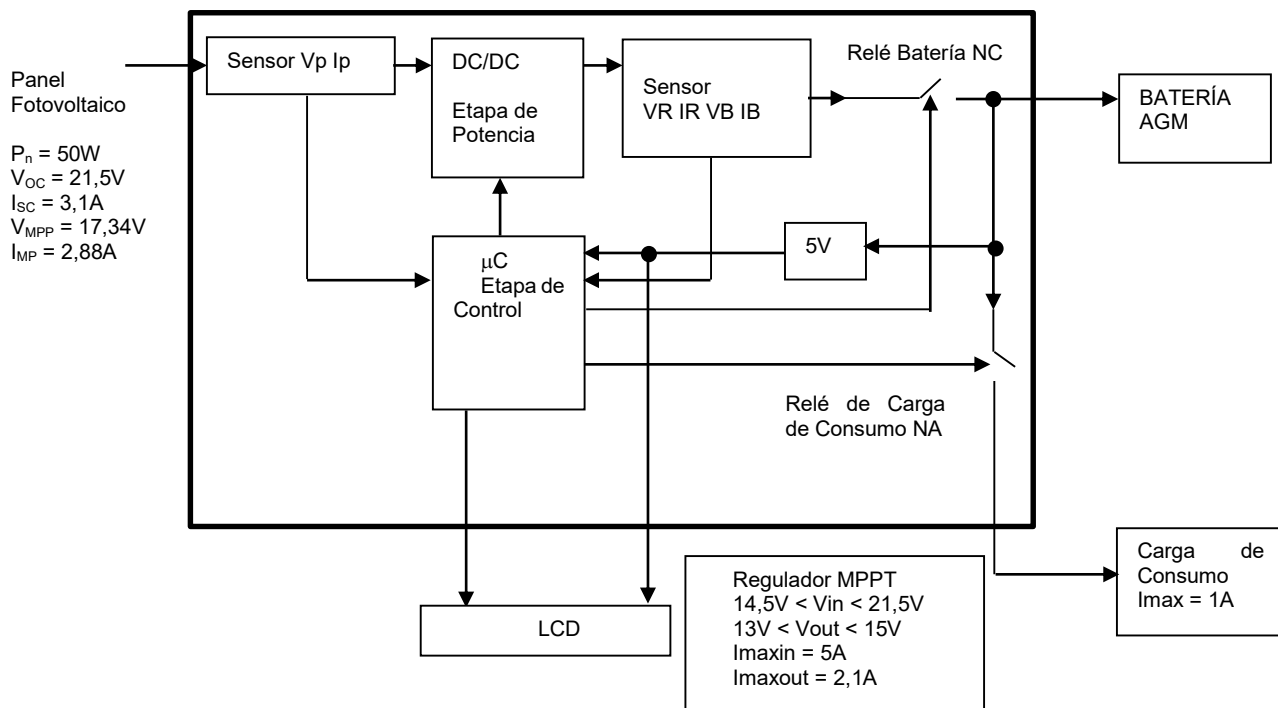 Panel
Fotovoltaico
Pn = 50W
VOC = 21,5V
ISC = 3,1A
VMPP = 17,34V
IMP = 2,88A
Sensor Vp Ip
DC/DC
Etapa de
Potencia
Sensor
VR IR VB IB
Relé Batería NC
BATERÍA
AGM
µC
Etapa de
Control
5V
Relé de Carga
de Consumo NA
LCD
Regulador MPPT
14,5V < Vin < 21,5V
13V < Vout < 15V
Imaxin = 5A
Imaxout = 2,1A
Carga de
Consumo
Imax = 1A